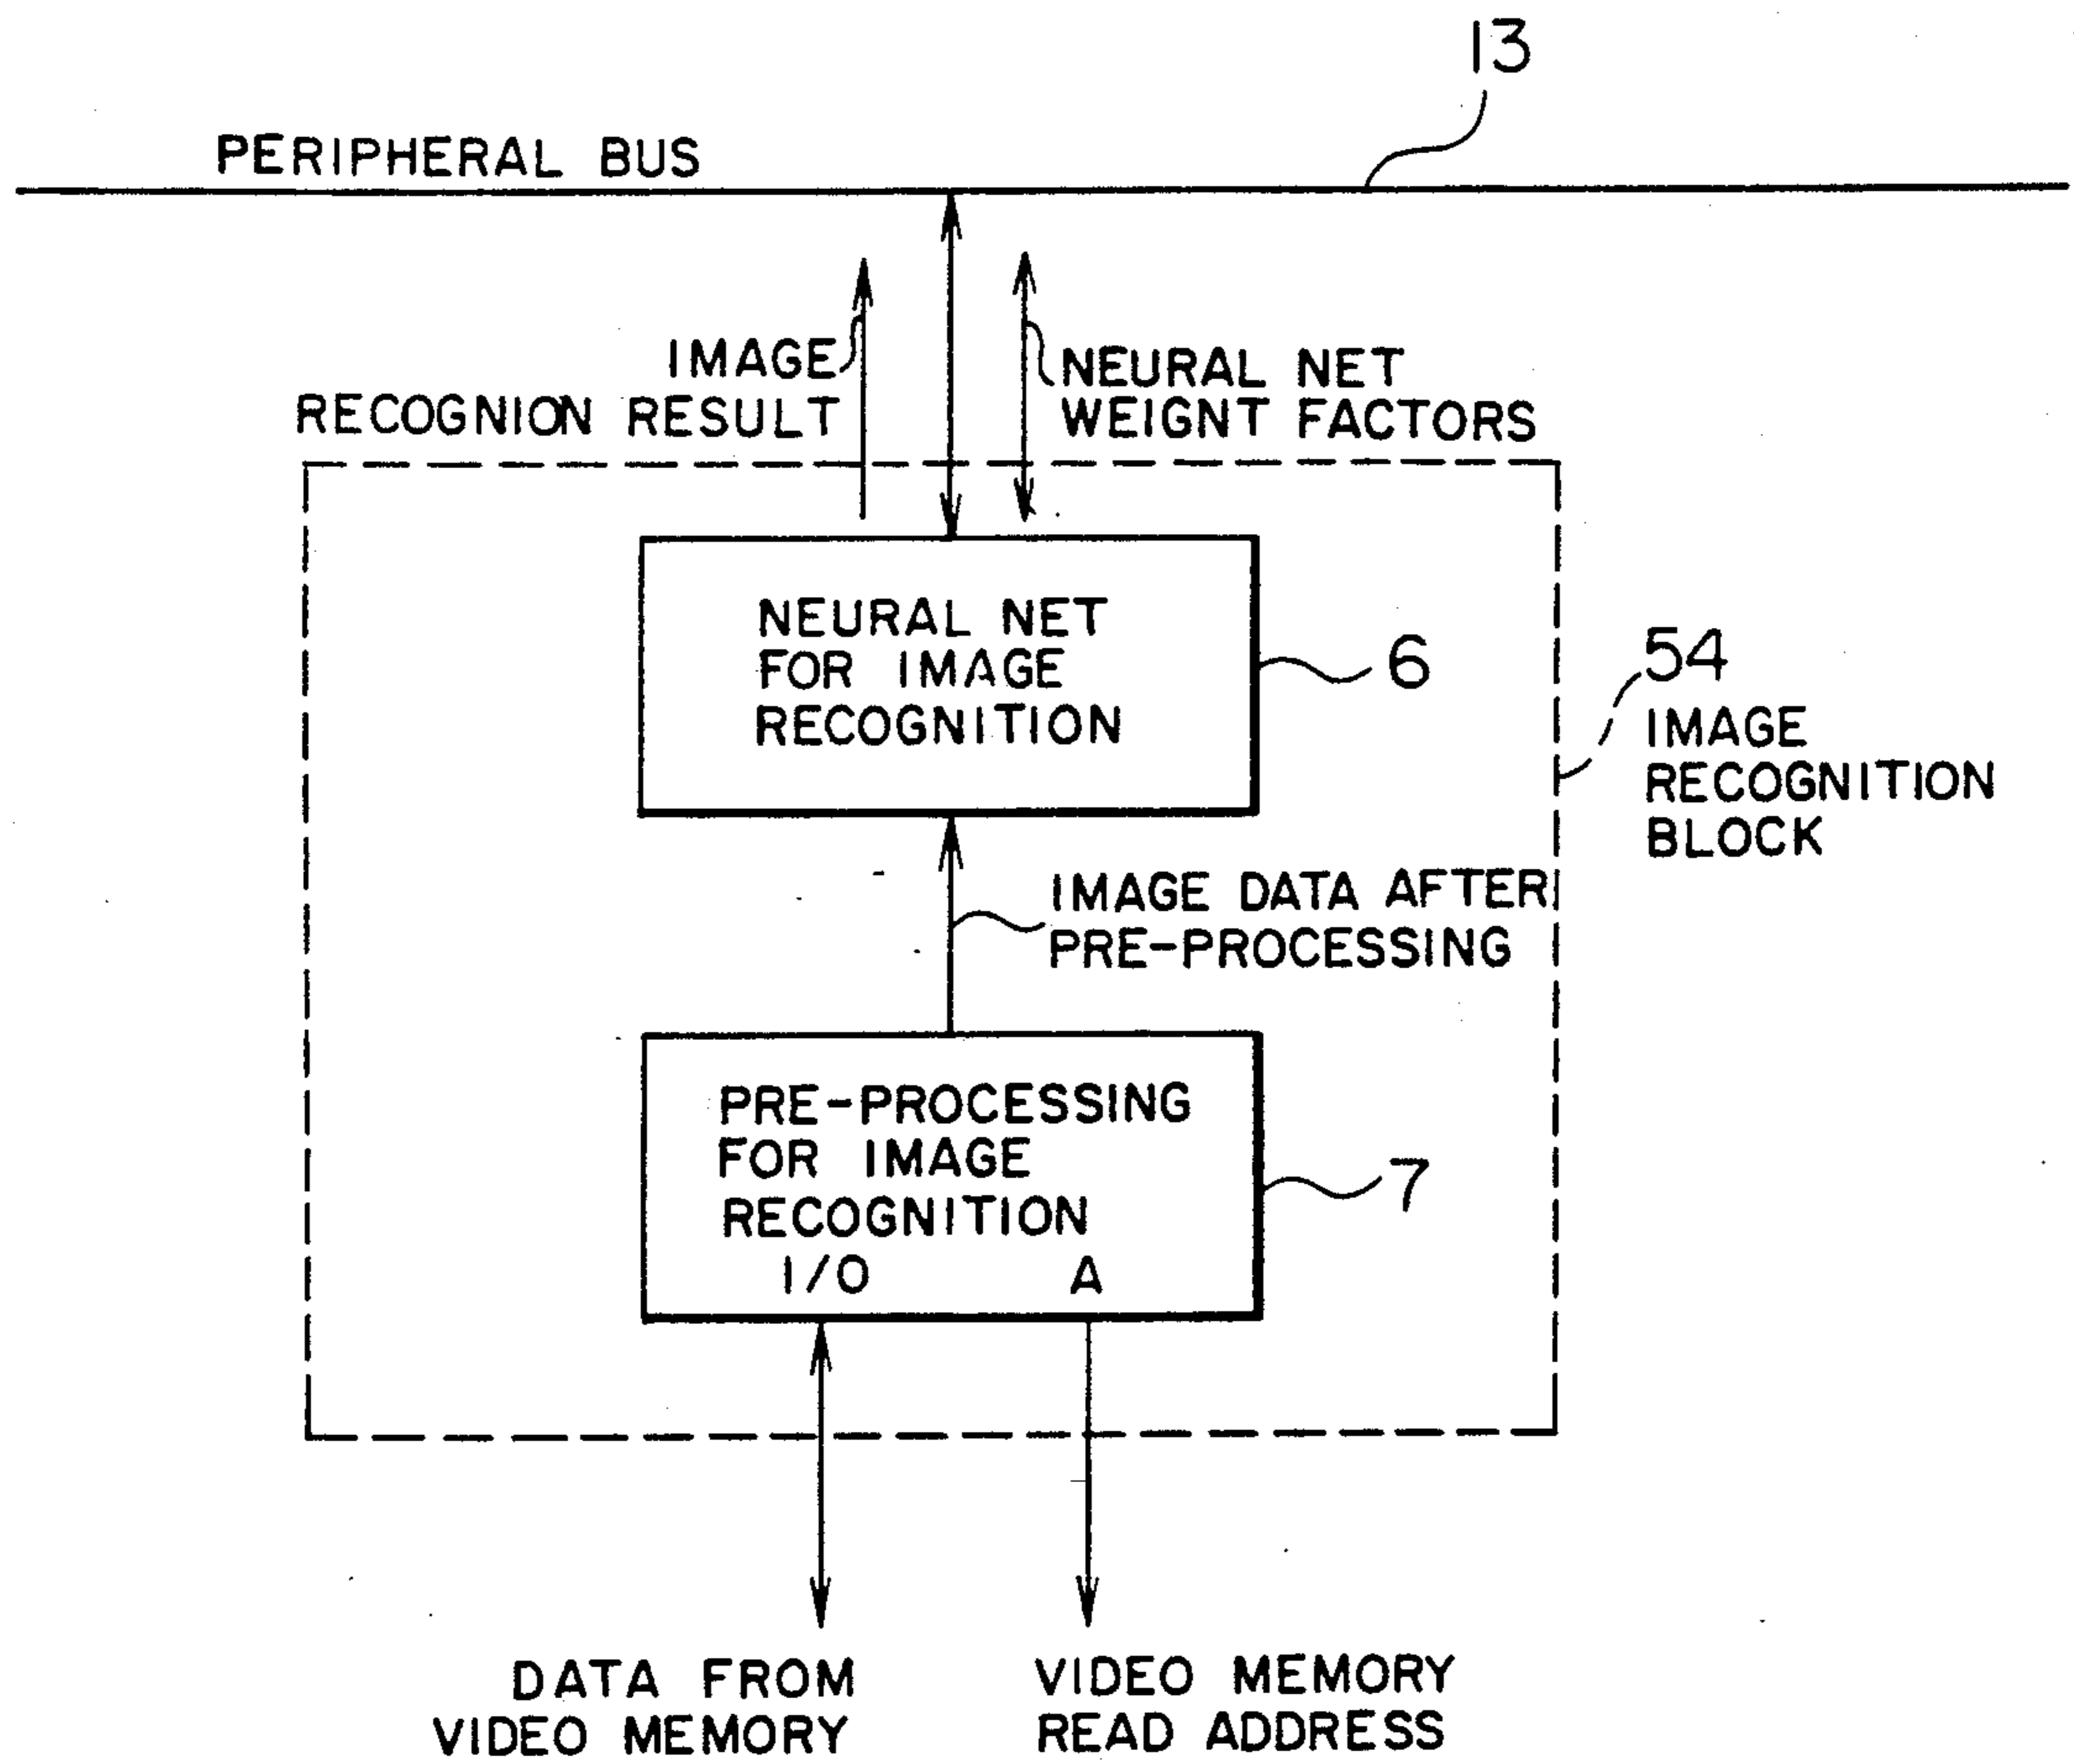 13
PERIPHERAL BUS
IMAGE
RECOGNION RESULT
NEURAL NET
WEIGNT FACTORS
NEURAL NET
FOR IMAGE
RECOGNITION
6
54
IMAGE
RECOGNITION
BLOCK
IMAGE DATA AFTER
PRE-PROCESSING
PRE-PROCESSING
FOR IMAGE
RECOGNITION
I/O A
7
DATA FROM
VIDEO MEMORY
VIDEO MEMORY
READ ADDRESS